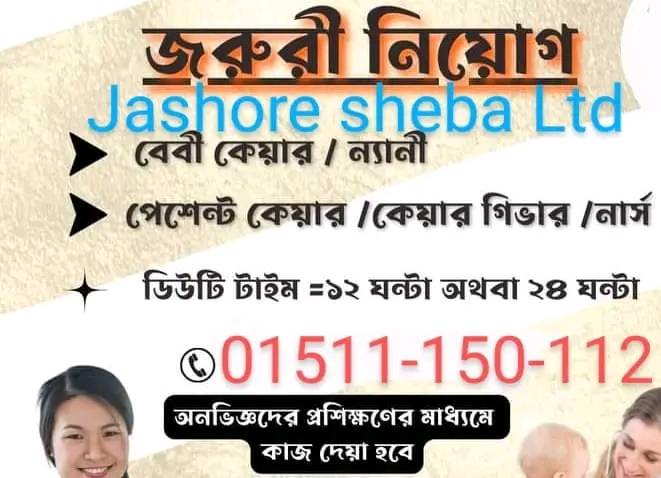 জরুরী নিয়োগ
Jashore sheba Ltd
বেবী কেয়ার / ন্যানী
পেশেন্ট কেয়ার /কেয়ার গিভার /নার্স
ডিউটি টাইম =১২ ঘন্টা অথবা ২৪ ঘন্টা
01511-150-112
অনভিজ্ঞদের প্রশিক্ষণের মাধ্যমে
কাজ দেয়া হবে